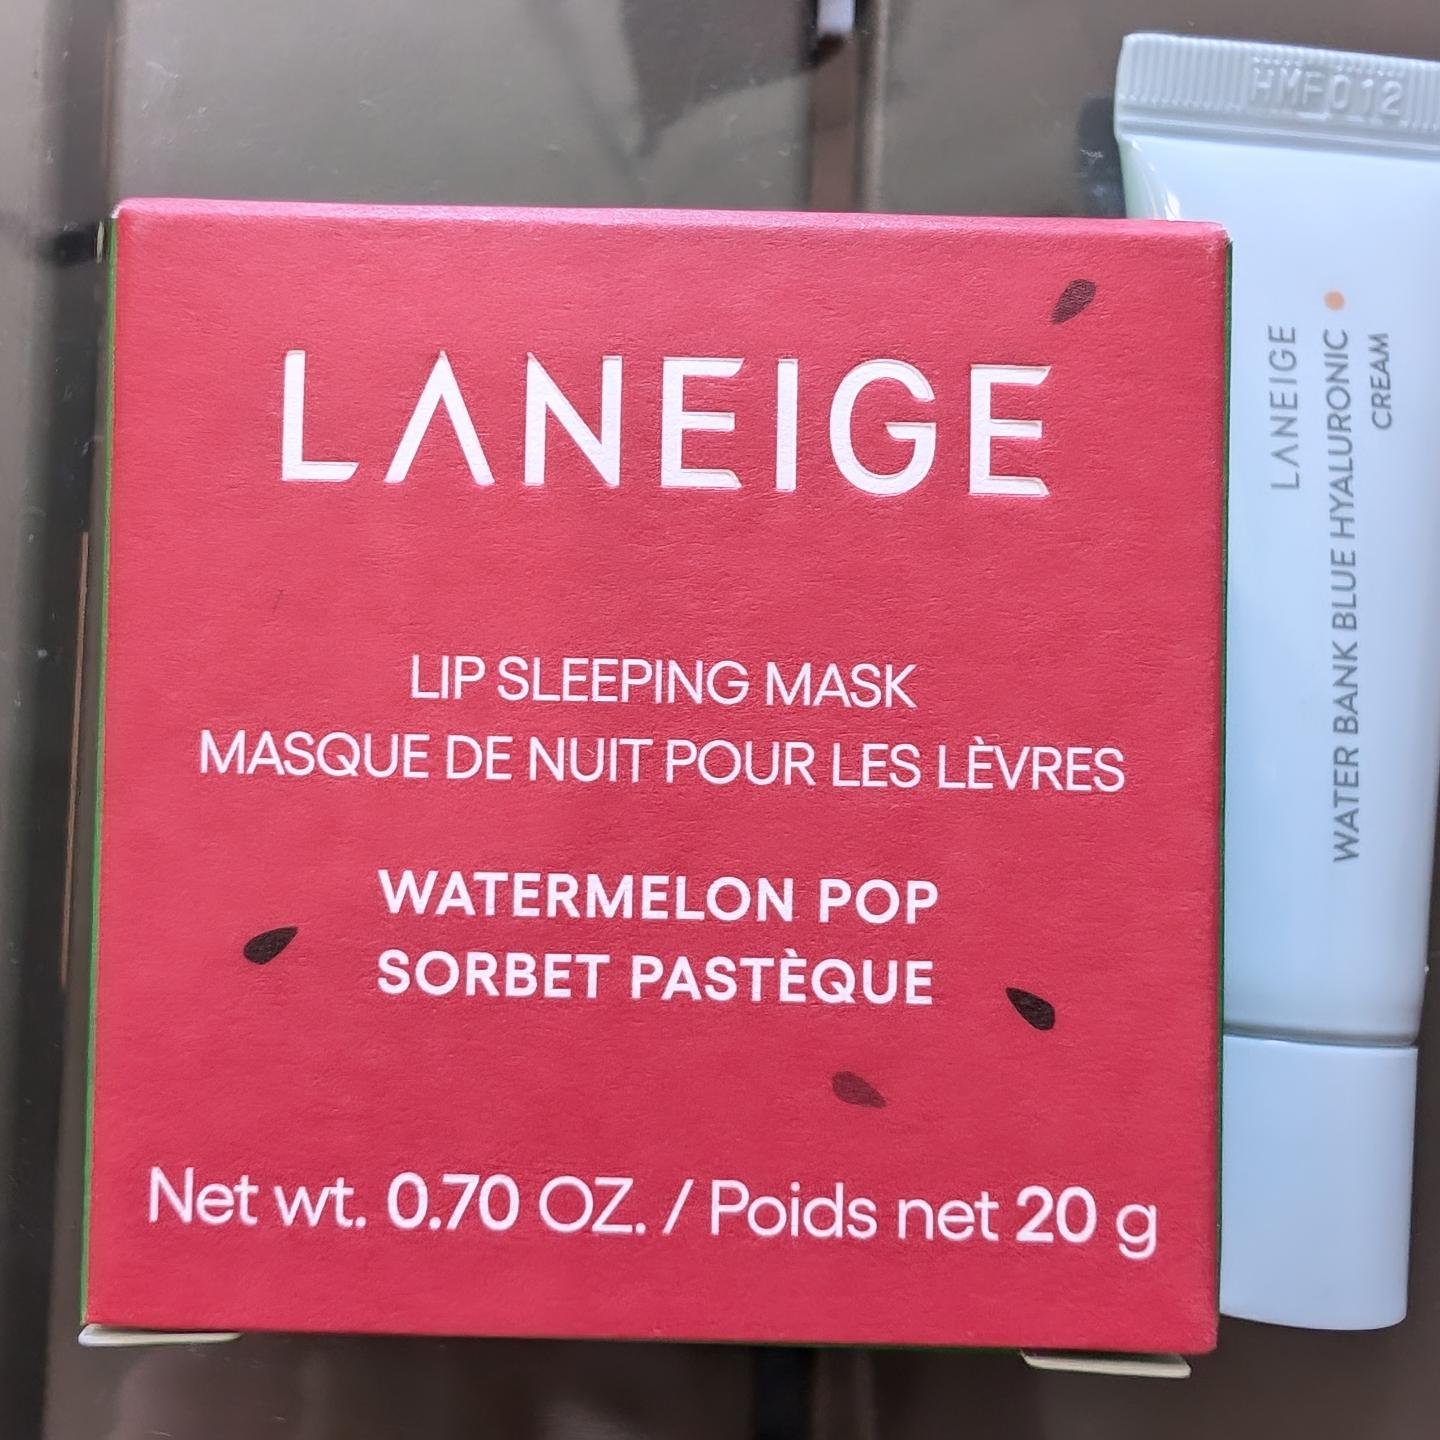 LANEIGE
LIP SLEEPING MASK
MASQUE DE NUIT POUR LES LÈVRES
WATERMELON POP
SORBET PASTÈQUE
Net wt. 0.70 OZ. / Poids net 20 g
HMF012
LANEIGE
WATER BANK BLUE HYALURONIC
CREAM